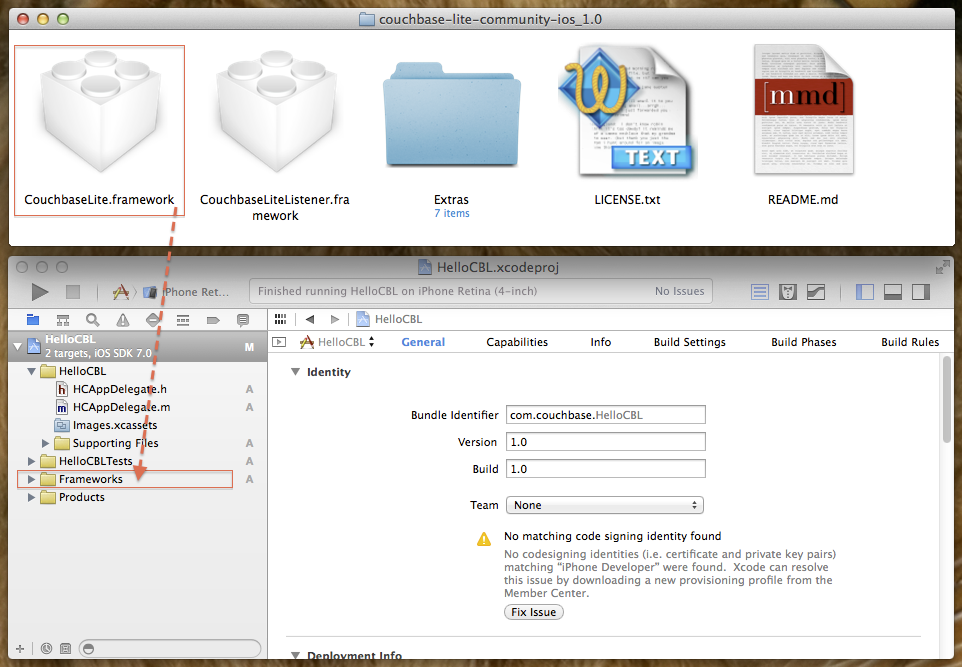 couchbase-lite-community-ios_1.0
[mmd]
TEXT
CouchbaseLite.framework
CouchbaseLiteListener.fra
mework
Extras
7 items
LICENSE.txt
README.md
HelloCBL.xcodeproj
iPhone Ret...
Finished running HelloCBL on iPhone Retina (4-inch)
No Issues
HelloCBL
HelloCBL
2 targets, iOS SDK 7.0
M
HelloCBL
h HCAppDelegate.h A
m HCAppDelegate.m A
Images.xcassets
Supporting Files A
HelloCBLTests A
Frameworks A
Products
HelloCBL
General
Capabilities
Info
Build Settings
Build Phases
Build Rules
Identity
Bundle Identifier com.couchbase.HelloCBL
Version 1.0
Build 1.0
Team None
No matching code signing identity found
No codesigning identities (i.e. certificate and private key pairs)
matching “iPhone Developer” were found. Xcode can resolve
this issue by downloading a new provisioning profile from the
Member Center.
Fix Issue
Deployment Info